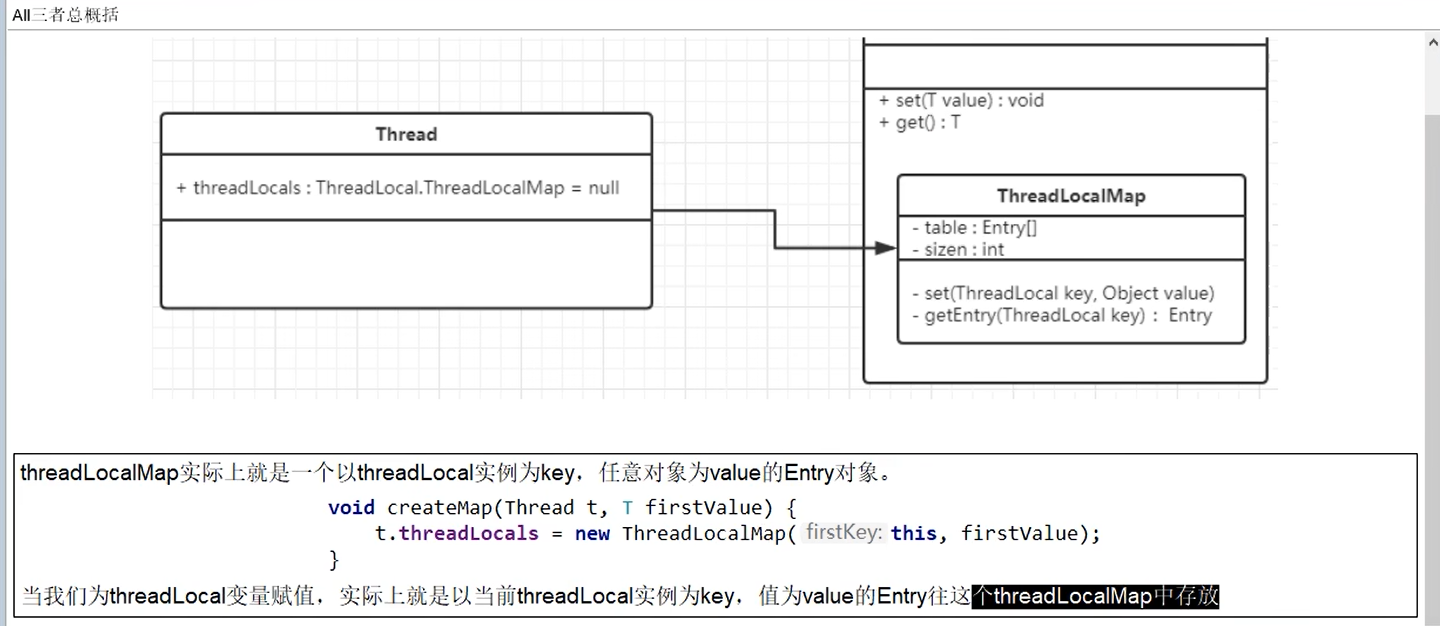 All三者总概括
+ set(T value) : void
+ get() : T
Thread
+ threadLocals : ThreadLocal.ThreadLocalMap = null
ThreadLocalMap
- table : Entry[]
- sizen : int
- set(ThreadLocal key, Object value)
- getEntry(ThreadLocal key) : Entry
threadLocalMap实际上就是一个以threadLocal实例为key，任意对象为value的Entry对象。
void createMap(Thread t, T firstValue) {
t.threadLocals = new ThreadLocalMap( firstKey: this, firstValue);
}
当我们为threadLocal变量赋值，实际上就是以当前threadLocal实例为key，值为value的Entry往这个threadLocalMap中存放